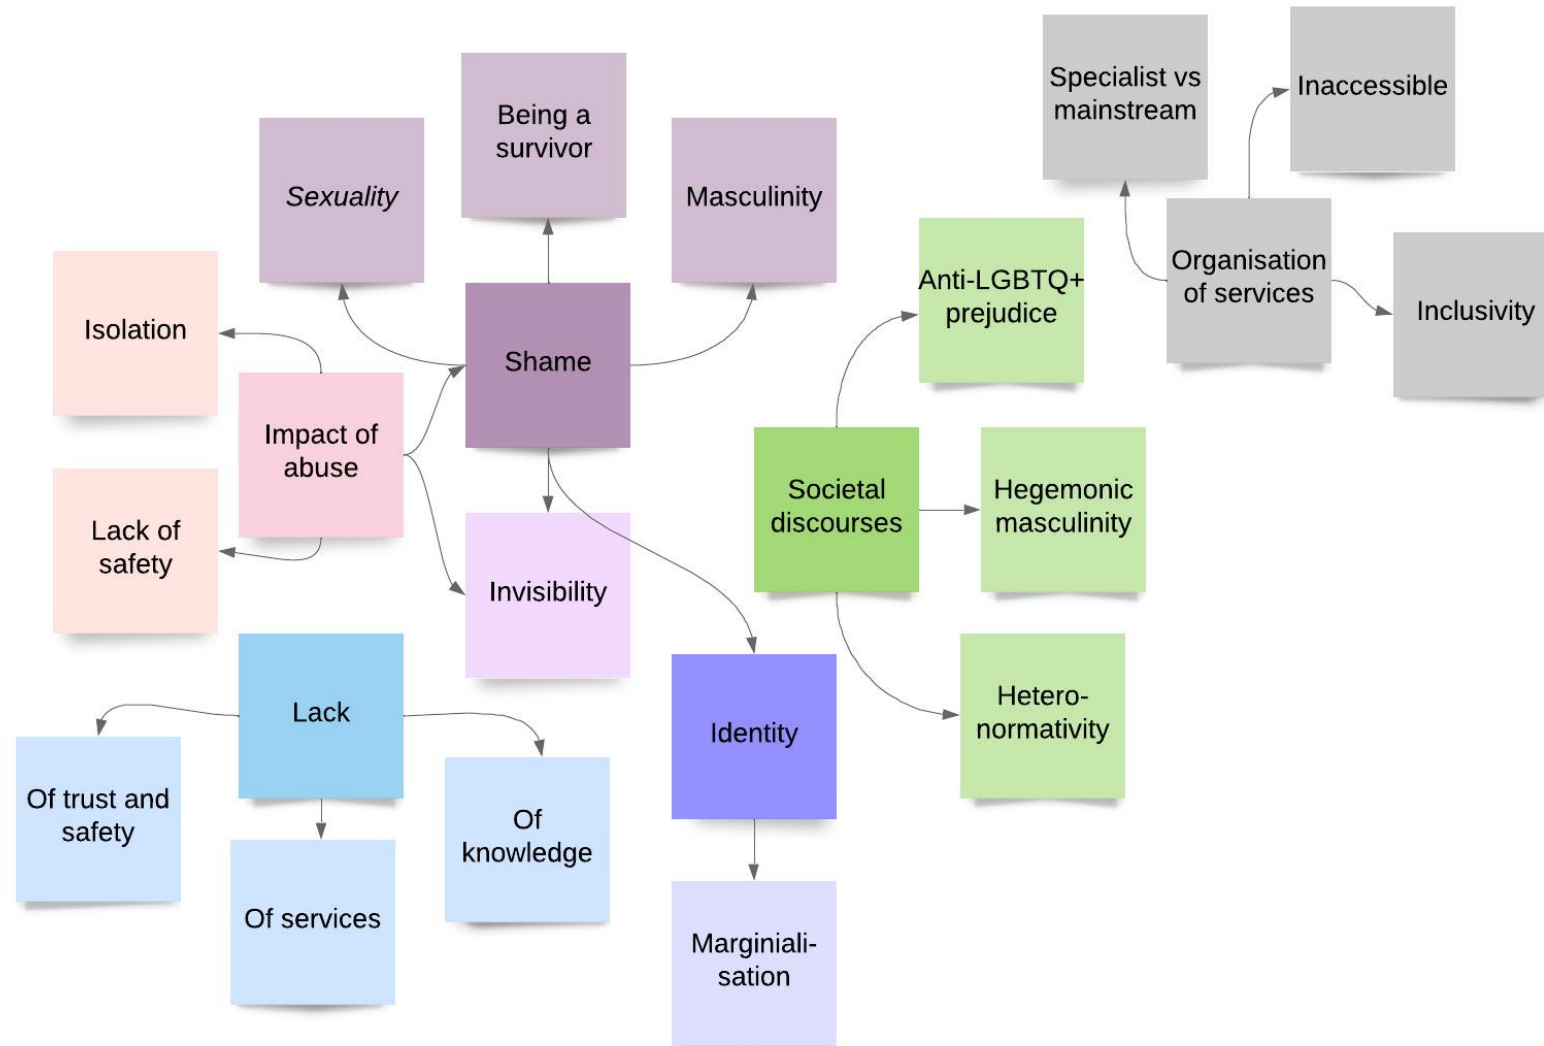 Specialist vs
mainstream
Inaccessible
Being a
survivor
Sexuality
Masculinity
Organisation
of services
Anti-LGBTQ+
prejudice
Inclusivity
Isolation
Shame
Impact of
abuse
Societal
discourses
Hegemonic
masculinity
Lack of
safety
Invisibility
Lack
Identity
Hetero-
normativity
Of trust and
safety
Of
knowledge
Of services
Marginiali-
sation